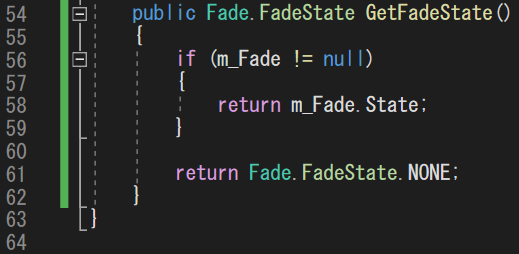 54 public Fade.FadeState GetFadeState()
55 {
56 if (m_Fade != null)
57 {
58 return m_Fade.State;
59 }
60
61 return Fade.FadeState.NONE;
62 }
63 }
64